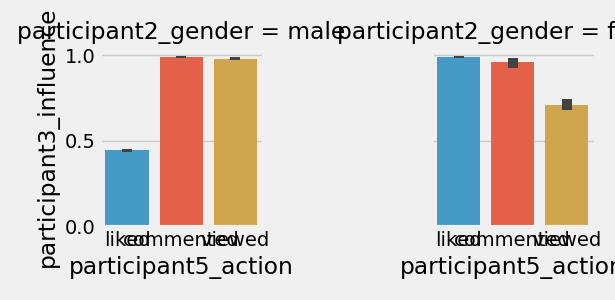 participant2_gender = male
participant2_gender = f
participant3_influence
1.0
0.5
0.0
liked commented viewed
liked commented viewed
participant5_action
participant5_action